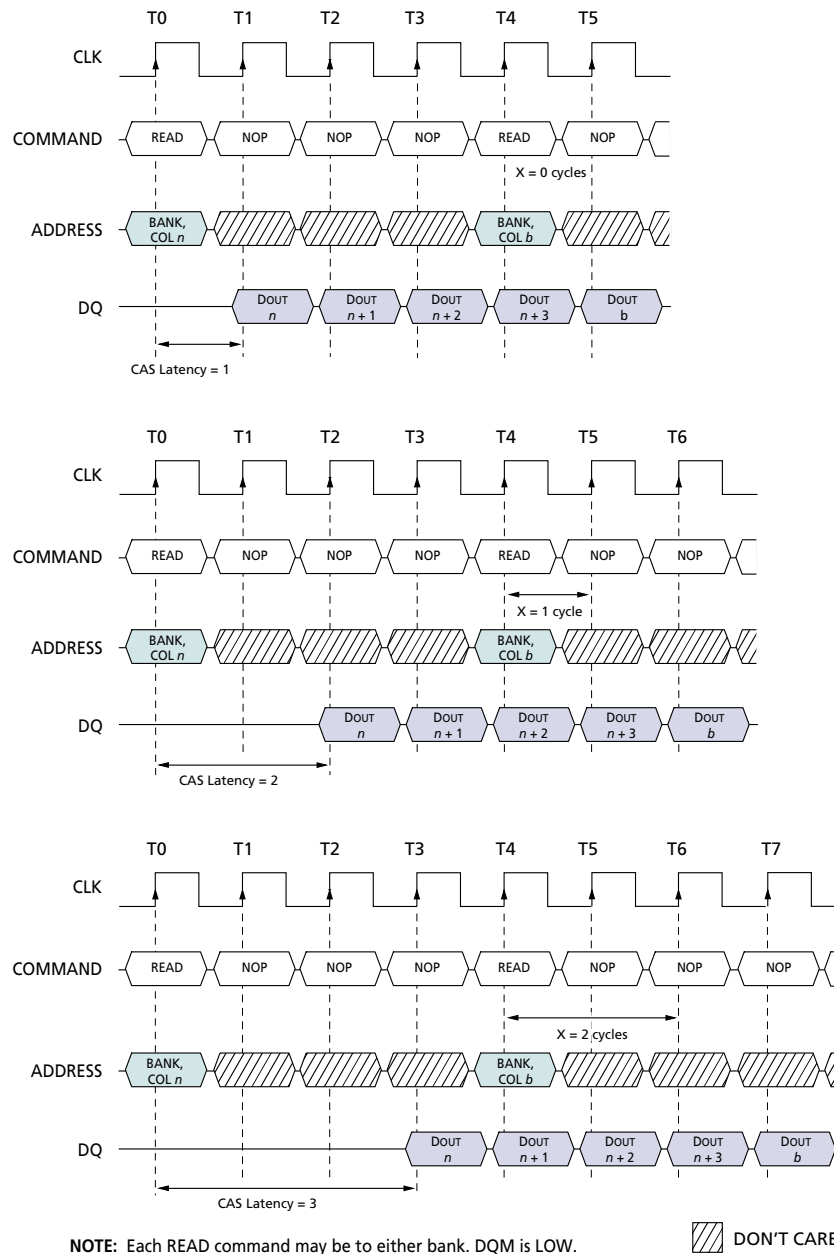 T0 T1 T2 T3 T4 T5
CLK
COMMAND READ NOP NOP NOP READ NOP
X = 0 cycles
ADDRESS BANK, COL n BANK, COL b
DQ DOUT n DOUT n + 1 DOUT n + 2 DOUT n + 3 DOUT b
CAS Latency = 1
T0 T1 T2 T3 T4 T5 T6
CLK
COMMAND READ NOP NOP NOP READ NOP NOP
X = 1 cycle
ADDRESS BANK, COL n BANK, COL b
DQ DOUT n DOUT n + 1 DOUT n + 2 DOUT n + 3 DOUT b
CAS Latency = 2
T0 T1 T2 T3 T4 T5 T6 T7
CLK
COMMAND READ NOP NOP NOP READ NOP NOP NOP
X = 2 cycles
ADDRESS BANK, COL n BANK, COL b
DQ DOUT n DOUT n + 1 DOUT n + 2 DOUT n + 3 DOUT b
CAS Latency = 3
NOTE: Each READ command may be to either bank. DQM is LOW.
DON'T CARE